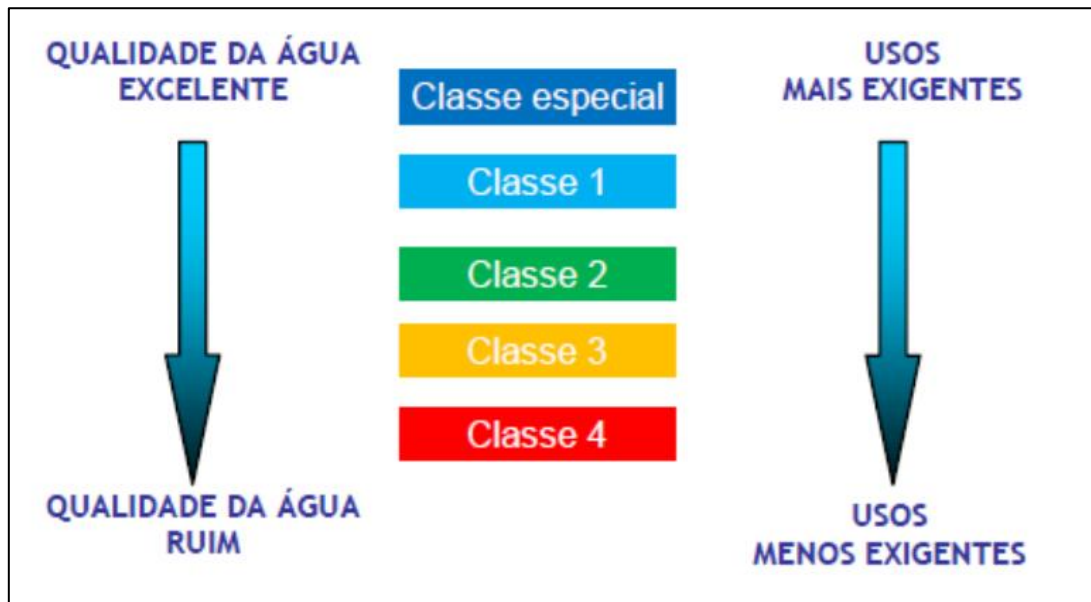 QUALIDADE DA ÁGUA
EXCELENTE
Classe especial
Classe 1
Classe 2
Classe 3
Classe 4
QUALIDADE DA ÁGUA
RUIM
USOS
MAIS EXIGENTES
USOS
MENOS EXIGENTES